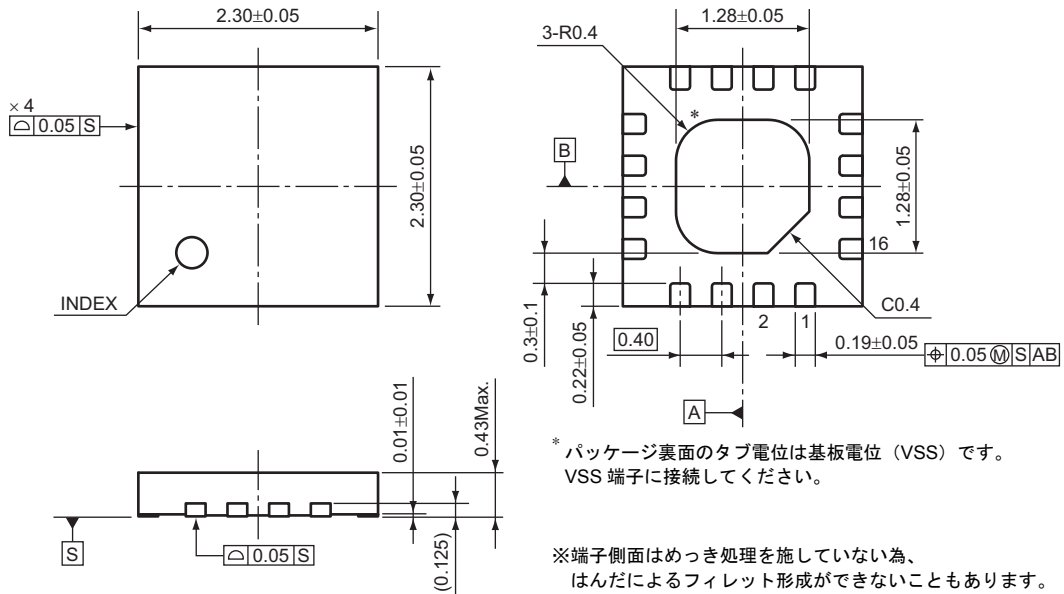 2.30±0.05
2.30±0.05
× 4
⌓ 0.05 S
INDEX
1.28±0.05
3-R0.4
*
B
1.28±0.05
16
C0.4
2
1
0.3±0.1
0.22±0.05
0.40
0.19±0.05
⌖ 0.05 Ⓜ S AB
A
0.01±0.01
0.43Max.
S
⌓ 0.05 S
(0.125)
* パッケージ裏面のタブ電位は基板電位（VSS）です。
VSS 端子に接続してください。
※端子側面はめっき処理を施していない為、
はんだによるフィレット形成ができないこともあります。